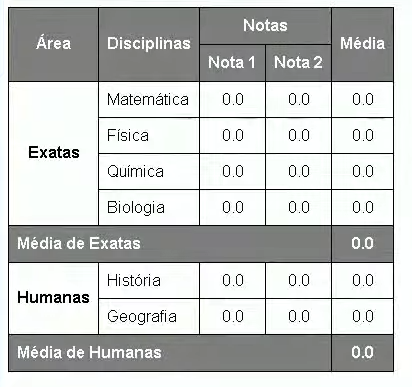 Área Disciplinas Notas Média
Nota 1 Nota 2
Exatas
Matemática 0.0 0.0 0.0
Física 0.0 0.0 0.0
Química 0.0 0.0 0.0
Biologia 0.0 0.0 0.0
Média de Exatas 0.0
Humanas
História 0.0 0.0 0.0
Geografia 0.0 0.0 0.0
Média de Humanas 0.0